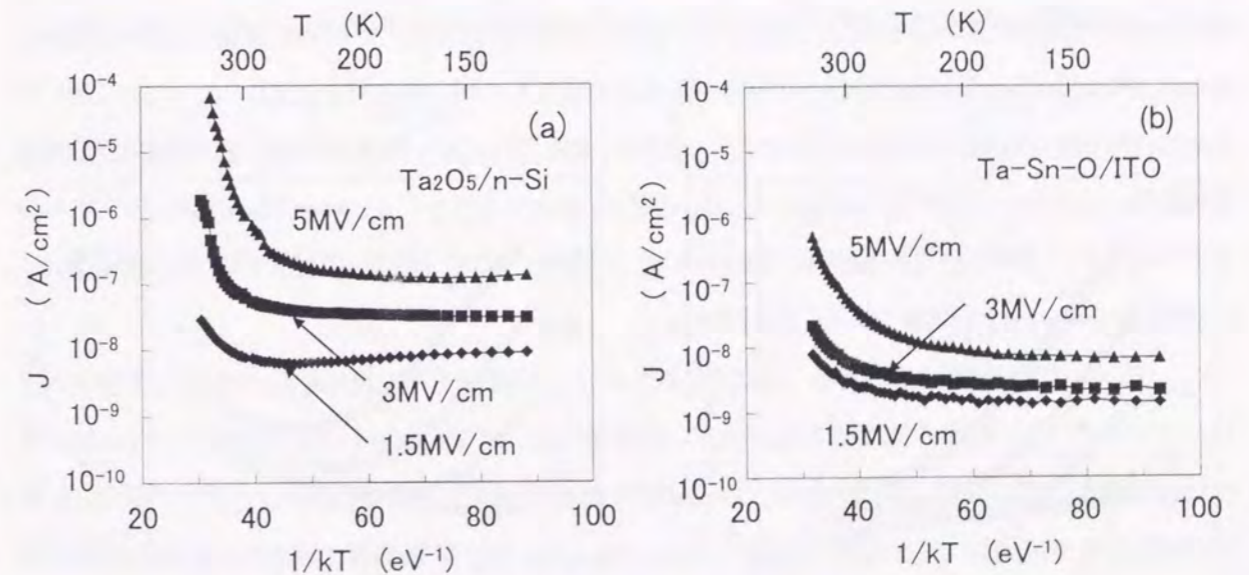 T (K)
300 200 150
10⁻⁴
10⁻⁵
10⁻⁶
10⁻⁷
10⁻⁸
10⁻⁹
10⁻¹⁰
J (A/cm²)
(a)
Ta₂O₅/n-Si
5MV/cm
3MV/cm
1.5MV/cm
20 40 60 80 100
1/kT (eV⁻¹)
T (K)
300 200 150
10⁻⁴
10⁻⁵
10⁻⁶
10⁻⁷
10⁻⁸
10⁻⁹
10⁻¹⁰
J (A/cm²)
(b)
Ta-Sn-O/ITO
5MV/cm
3MV/cm
1.5MV/cm
20 40 60 80 100
1/kT (eV⁻¹)